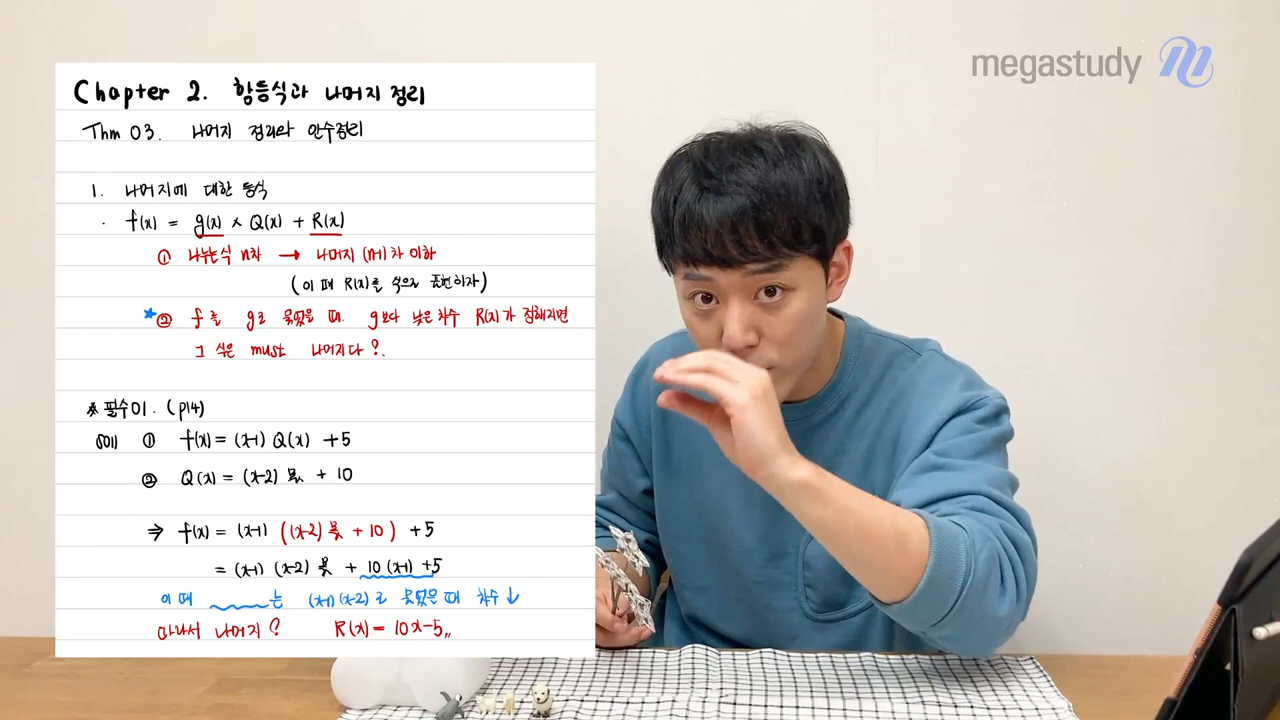 megastudy
Chapter 2. 항등식과 나머지 정리
Thm 03. 나머지 정리와 인수정리
1. 나머지에 대한 등식
· f(x) = g(x) × Q(x) + R(x)
① 나누는식 n차 → 나머지 (n-1)차 이하
(이 때 R(x)를 식으로 표현하자)
★② f를 g로 나눴을 때. g보다 낮은차수 R(x)가 정해지면
그 식은 must 나머지다?.
※필수01. (p14)
sol) ① f(x) = (x-1) Q(x) + 5
② Q(x) = (x-2) 몫 + 10
⇒ f(x) = (x-1) ((x-2) 몫 + 10) + 5
= (x-1) (x-2) 몫 + 10 (x-1) + 5
이 때 는 (x-1)(x-2)로 나눴을 때 차수↓
따라서 나머지? R(x) = 10x-5,,